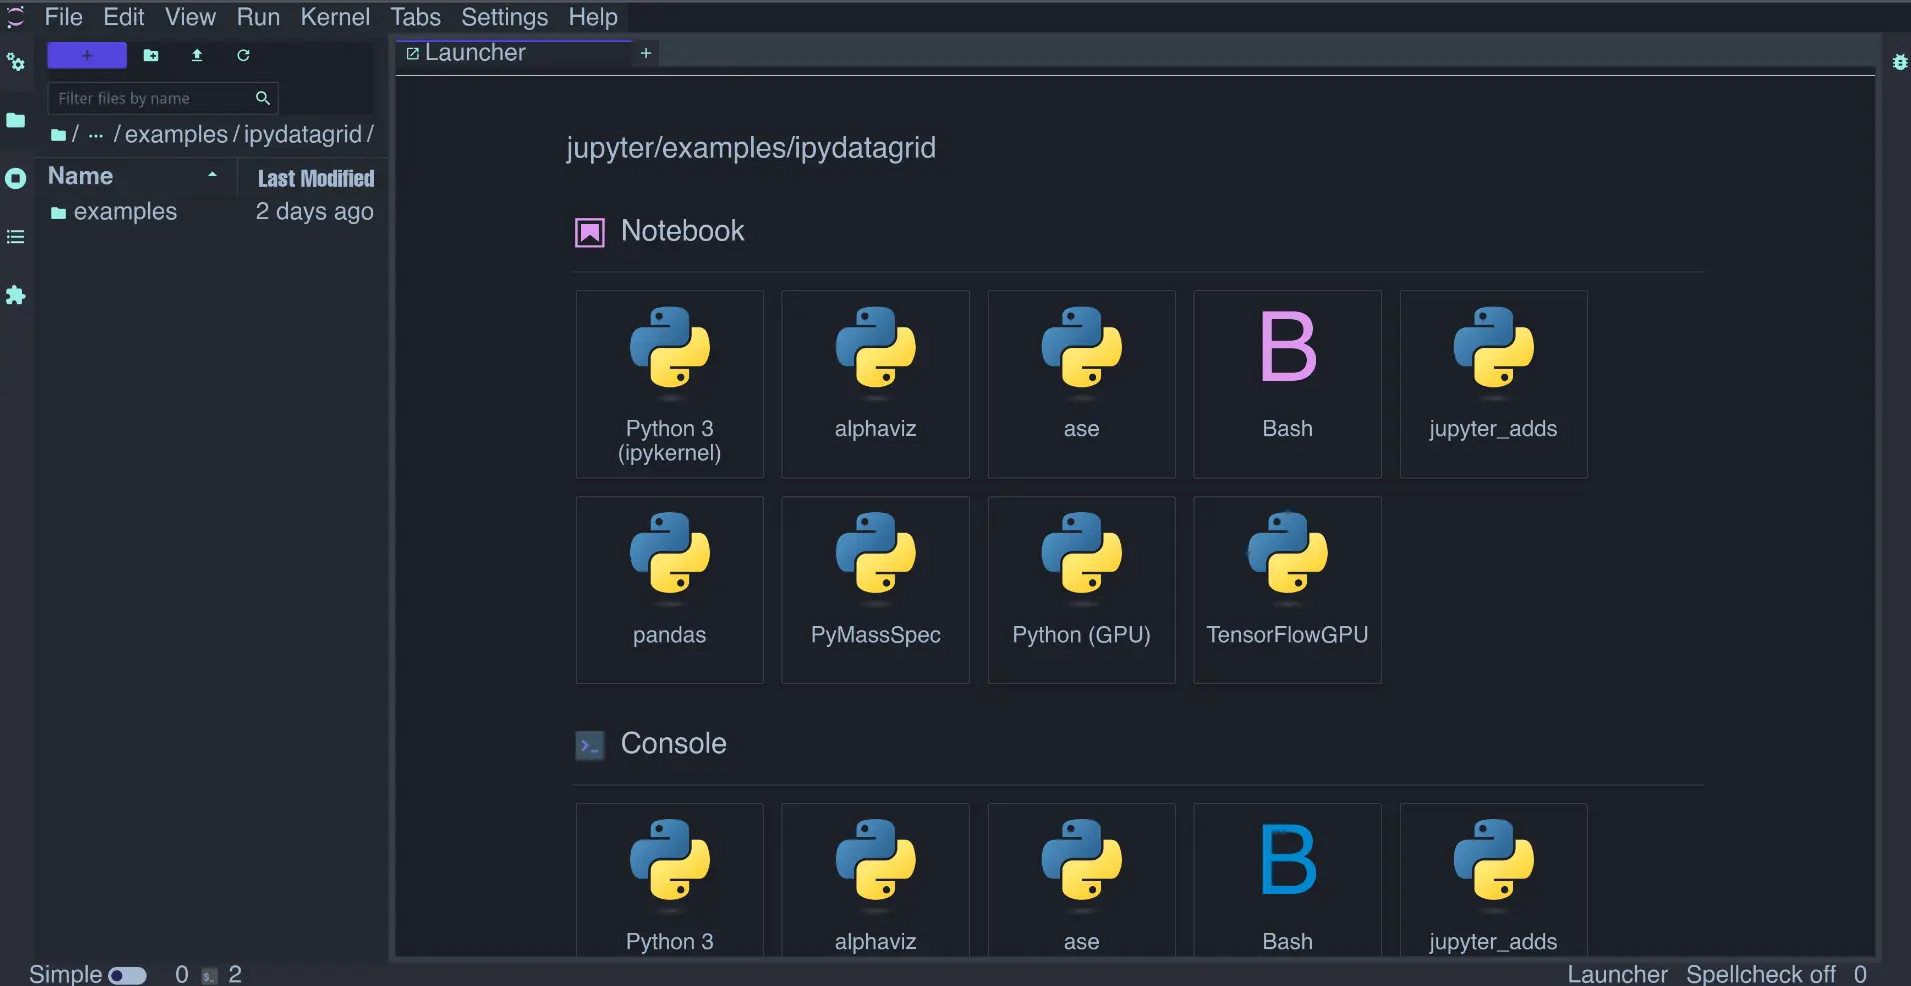 File Edit View Run Kernel Tabs Settings Help
+
Launcher +
Filter files by name
/ ... /examples/ipydatagrid/
Name Last Modified
examples 2 days ago
jupyter/examples/ipydatagrid
Notebook
Python 3
(ipykernel)
alphaviz
ase
B
Bash
jupyter_adds
pandas
PyMassSpec
Python (GPU)
TensorFlowGPU
Console
Python 3
alphaviz
ase
B
Bash
jupyter_adds
Simple 0 $_ 2
Launcher Spellcheck off 0